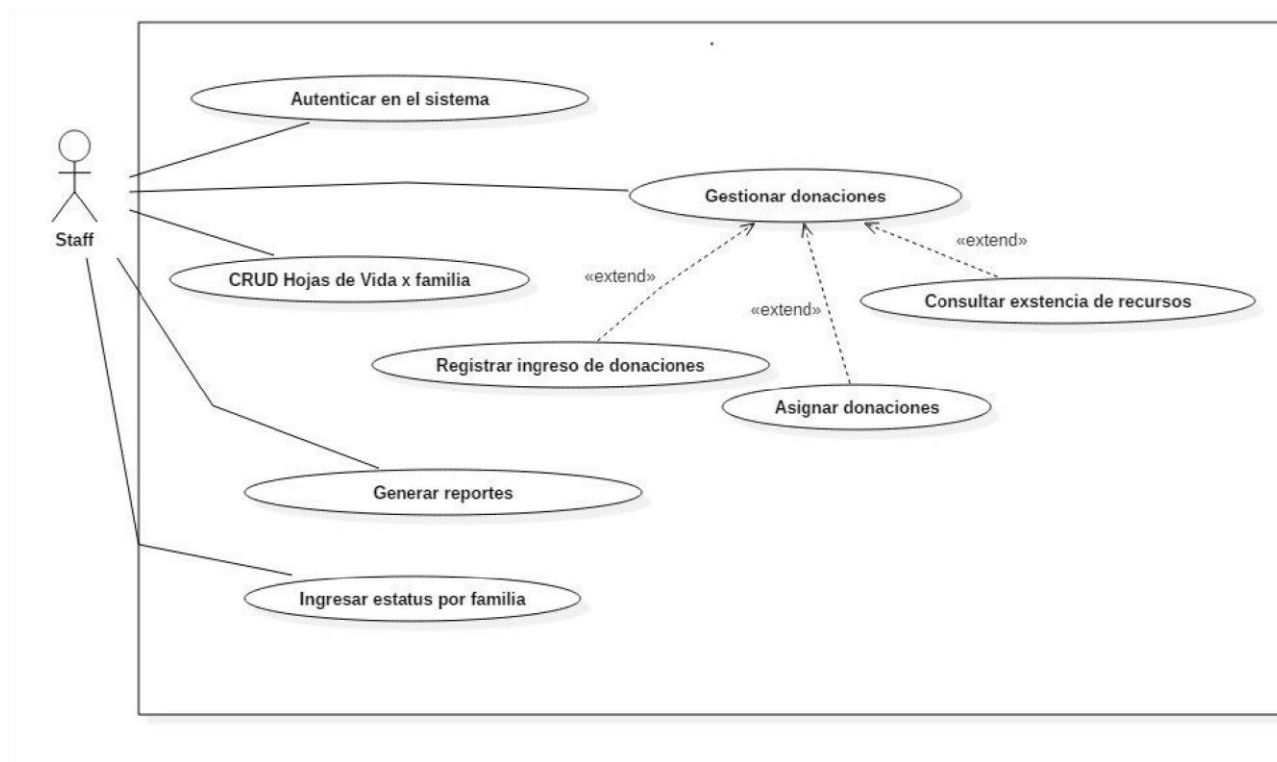 Autenticar en el sistema
Gestionar donaciones
Staff
«extend»
CRUD Hojas de Vida x familia
«extend»
Consultar exstencia de recursos
«extend»
Registrar ingreso de donaciones
Asignar donaciones
Generar reportes
Ingresar estatus por familia